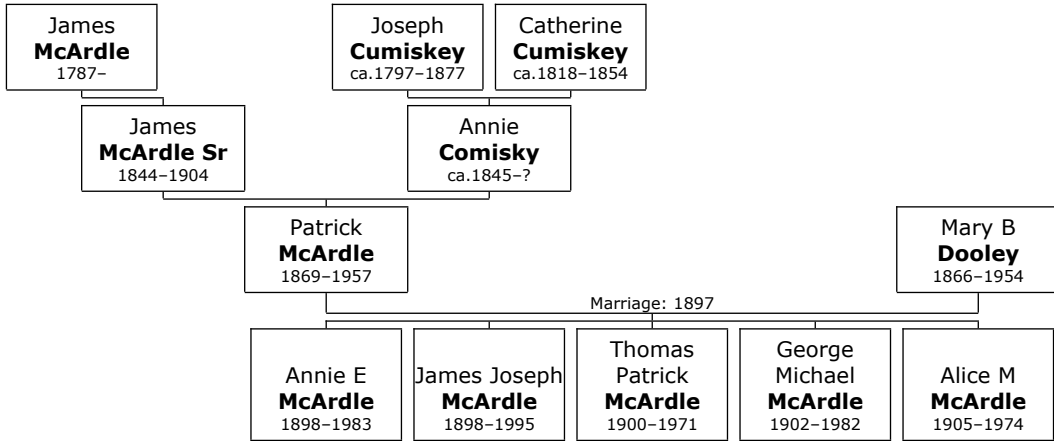 James
McArdle
1787–
Joseph
Cumiskey
ca.1797–1877
Catherine
Cumiskey
ca.1818–1854
James
McArdle Sr
1844–1904
Annie
Comisky
ca.1845–?
Patrick
McArdle
1869–1957
Mary B
Dooley
1866–1954
Marriage: 1897
Annie E
McArdle
1898–1983
James Joseph
McArdle
1898–1995
Thomas
Patrick
McArdle
1900–1971
George
Michael
McArdle
1902–1982
Alice M
McArdle
1905–1974